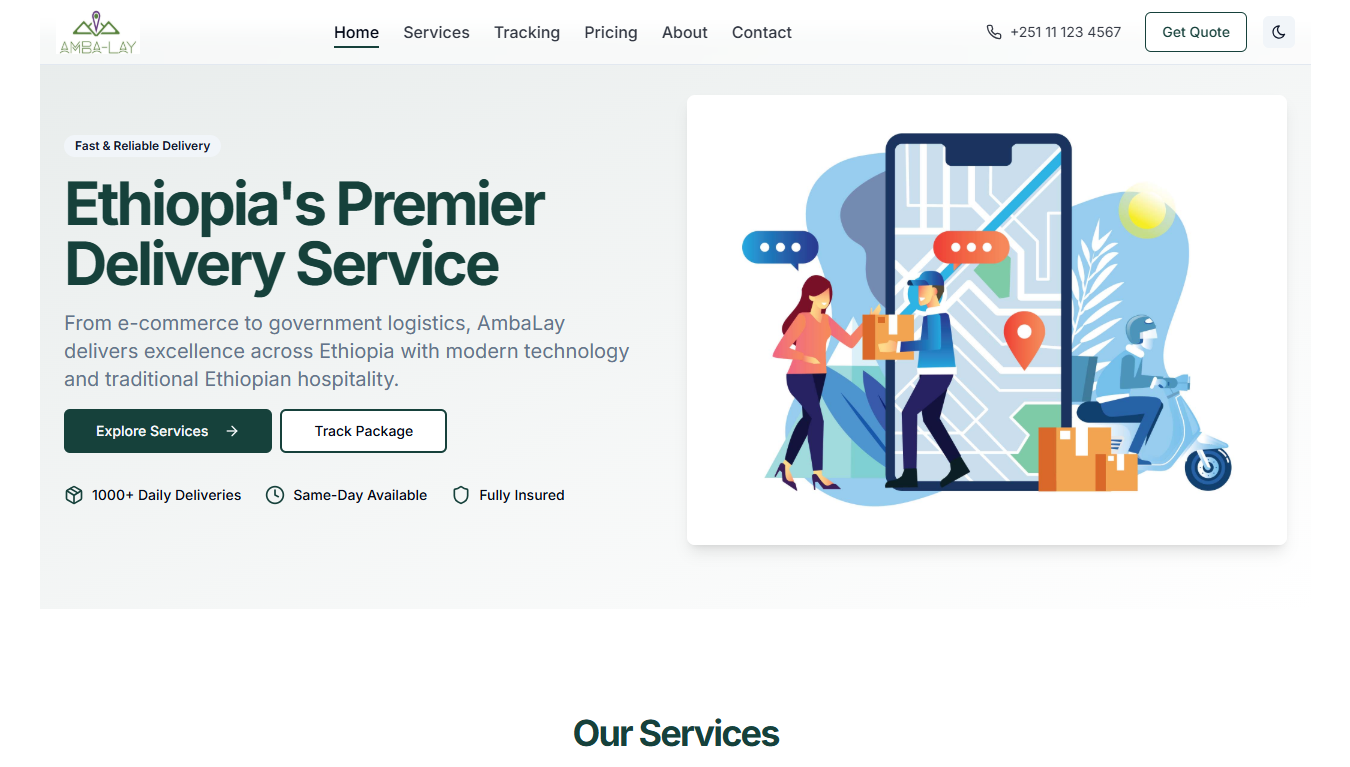 AMBA-LAY
Home
Services
Tracking
Pricing
About
Contact
+251 11 123 4567
Get Quote
Fast & Reliable Delivery
Ethiopia's Premier
Delivery Service
From e-commerce to government logistics, AmbaLay
delivers excellence across Ethiopia with modern technology
and traditional Ethiopian hospitality.
Explore Services
Track Package
1000+ Daily Deliveries
Same-Day Available
Fully Insured
Our Services